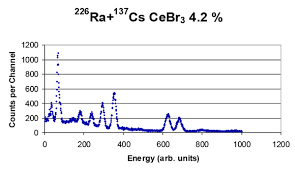 ²²⁶Ra+¹³⁷Cs CeBr₃ 4.2 %
Counts per Channel
1200
1000
800
600
400
200
0
0 200 400 600 800 1000 1200
Energy (arb. units)